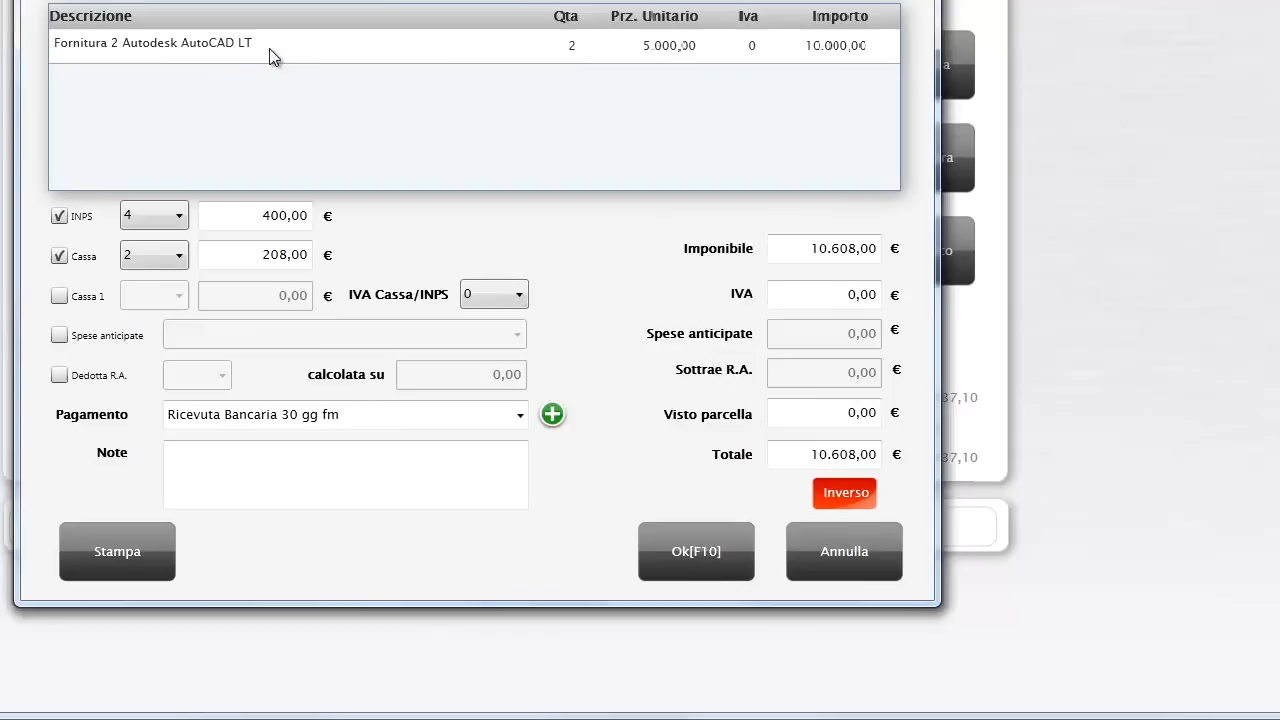 Descrizione Qta Prz. Unitario Iva Importo
Fornitura 2 Autodesk AutoCAD LT 2 5.000,00 0 10.000,00
a
ra
to
INPS 4 400,00 €
Cassa 2 208,00 €
Imponibile 10.608,00 €
Cassa 1 0,00 € IVA Cassa/INPS 0
IVA 0,00 €
Spese anticipate
Spese anticipate 0,00 €
Dedotta R.A. calcolata su 0,00
Sottrae R.A. 0,00 €
37,10
Pagamento Ricevuta Bancaria 30 gg fm
Visto parcella 0,00 €
Note
Totale 10.608,00 €
37,10
Inverso
Stampa Ok[F10] Annulla